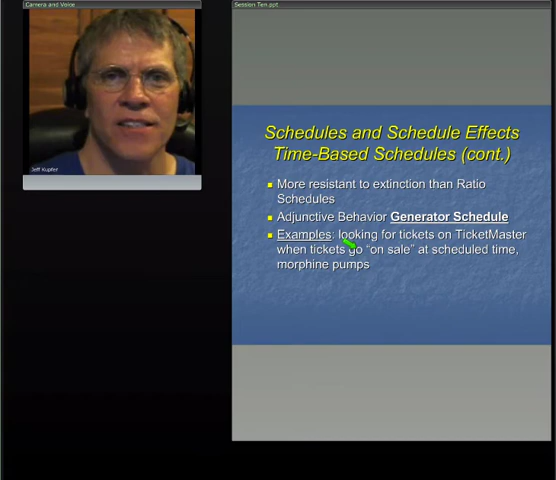 Camera and Voice
Session Ten.ppt
Jeff Kupfer
Schedules and Schedule Effects
Time-Based Schedules (cont.)
More resistant to extinction than Ratio
Schedules
Adjunctive Behavior Generator Schedule
Examples: looking for tickets on TicketMaster
when tickets go “on sale” at scheduled time,
morphine pumps